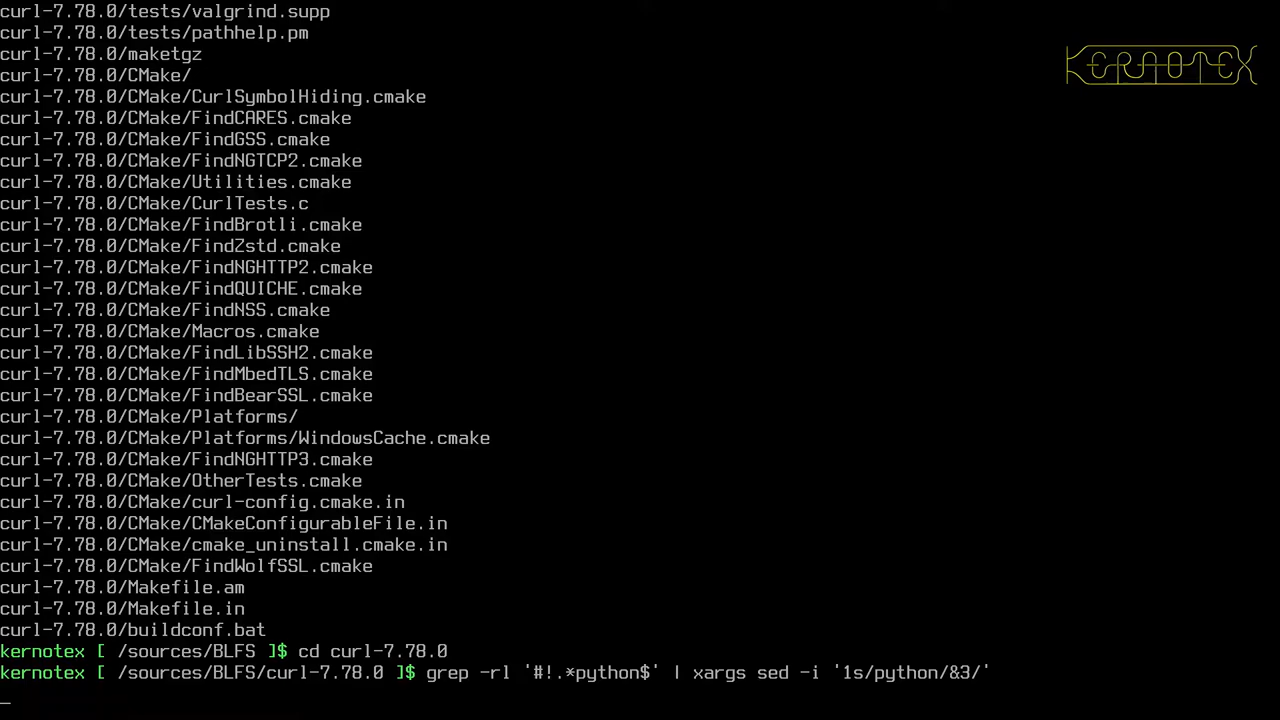 curl-7.78.0/tests/valgrind.supp
KERNOTEX
curl-7.78.0/tests/pathhelp.pm
curl-7.78.0/maketgz
curl-7.78.0/CMake/
curl-7.78.0/CMake/CurlSymbolHiding.cmake
curl-7.78.0/CMake/FindCARES.cmake
curl-7.78.0/CMake/FindGSS.cmake
curl-7.78.0/CMake/FindNGTCP2.cmake
curl-7.78.0/CMake/Utilities.cmake
curl-7.78.0/CMake/CurlTests.c
curl-7.78.0/CMake/FindBrotli.cmake
curl-7.78.0/CMake/FindZstd.cmake
curl-7.78.0/CMake/FindNGHTTP2.cmake
curl-7.78.0/CMake/FindQUICHE.cmake
curl-7.78.0/CMake/FindNSS.cmake
curl-7.78.0/CMake/Macros.cmake
curl-7.78.0/CMake/FindLibSSH2.cmake
curl-7.78.0/CMake/FindMbedTLS.cmake
curl-7.78.0/CMake/FindBearSSL.cmake
curl-7.78.0/CMake/Platforms/
curl-7.78.0/CMake/Platforms/WindowsCache.cmake
curl-7.78.0/CMake/FindNGHTTP3.cmake
curl-7.78.0/CMake/OtherTests.cmake
curl-7.78.0/CMake/curl-config.cmake.in
curl-7.78.0/CMake/CMakeConfigurableFile.in
curl-7.78.0/CMake/cmake_uninstall.cmake.in
curl-7.78.0/CMake/FindWolfSSL.cmake
curl-7.78.0/Makefile.am
curl-7.78.0/Makefile.in
curl-7.78.0/buildconf.bat
kernotex [ /sources/BLFS ]$ cd curl-7.78.0
kernotex [ /sources/BLFS/curl-7.78.0 ]$ grep -rl '#!.*python$' | xargs sed -i '1s/python/&3/'